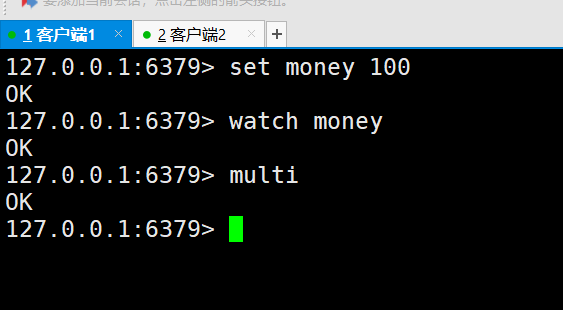 要添加当前会话，点击左侧的箭头按钮。
1 客户端1
2 客户端2
127.0.0.1:6379> set money 100
OK
127.0.0.1:6379> watch money
OK
127.0.0.1:6379> multi
OK
127.0.0.1:6379>